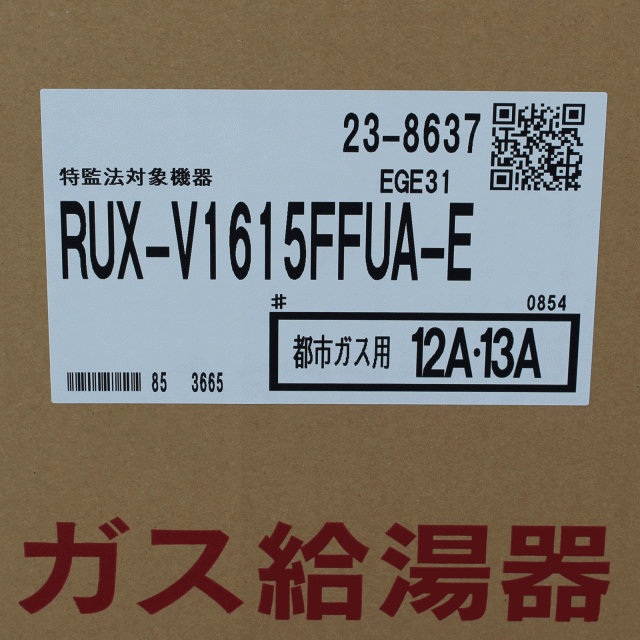 23-8637
特監法対象機器
EGE31
RUX-V1615FFUA-E
# 0854
都市ガス用 12A・13A
85 3665
ガス給湯器